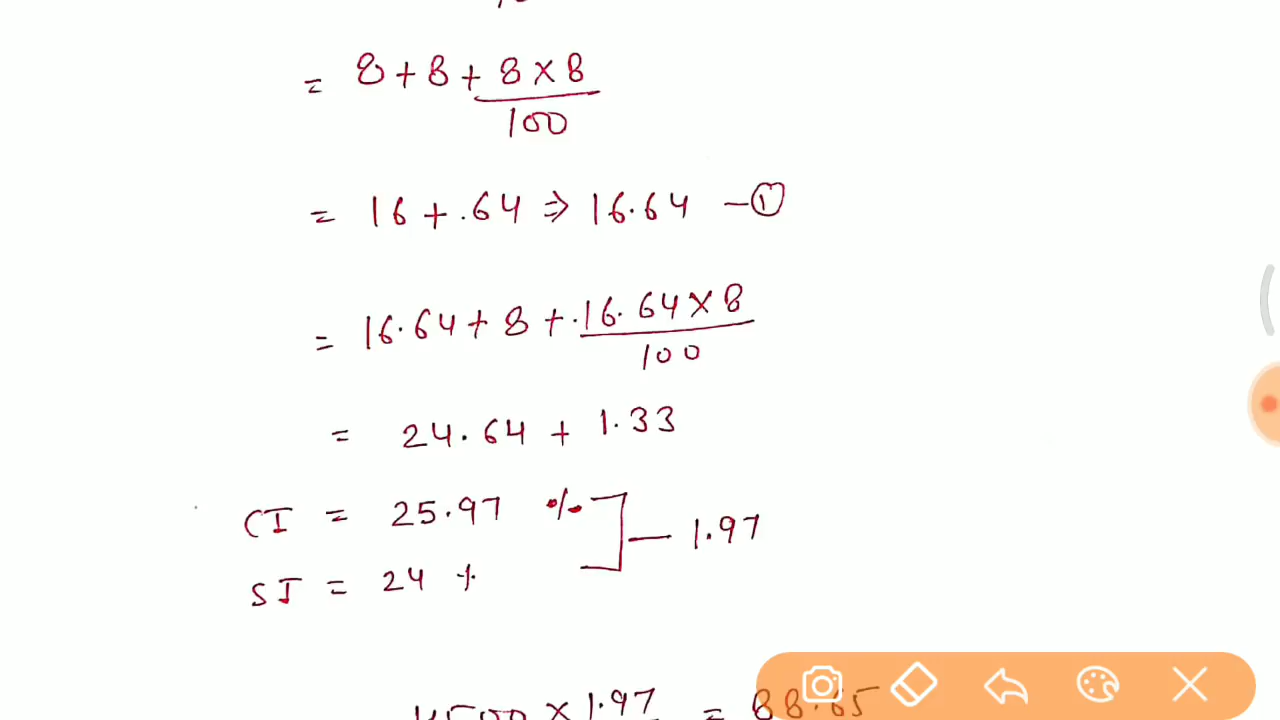 = 8 + 8 + 8 × 8
100
= 16 + .64 ⇒ 16.64 — ①
= 16.64 + 8 + 16.64 × 8
100
= 24.64 + 1.33
CI = 25.97 % — 1.97
SI = 24 %
4500 × 1.97 = 88.65